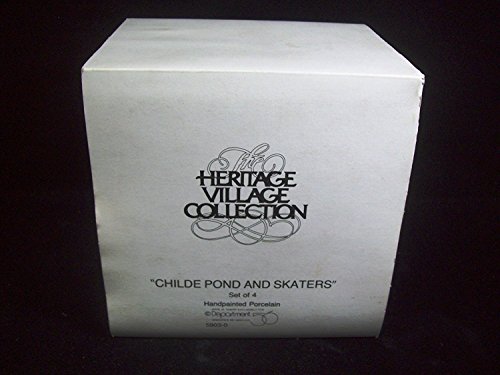 The
HERITAGE
VILLAGE
COLLECTION
"CHILDE POND AND SKATERS"
Set of 4
Handpainted Porcelain
© Department 56
5903-0